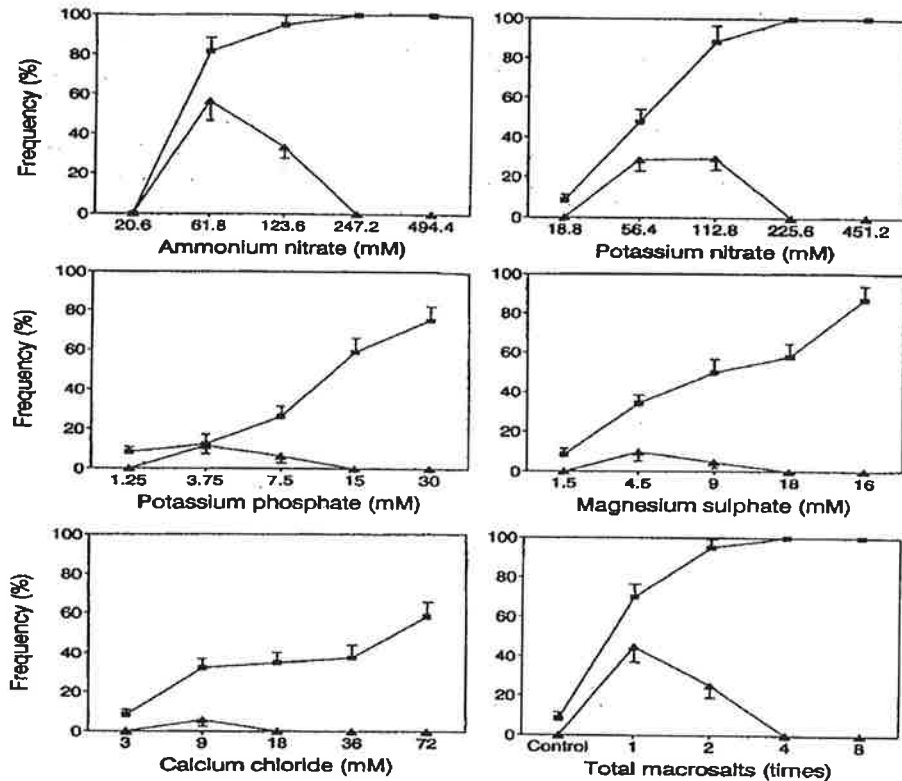 100
80
60
40
20
0
Frequency (%)
20.6 61.8 123.6 247.2 494.4
Ammonium nitrate (mM)
100
80
60
40
20
0
18.8 56.4 112.8 225.6 451.2
Potassium nitrate (mM)
100
80
60
40
20
0
Frequency (%)
1.25 3.75 7.5 15 30
Potassium phosphate (mM)
100
80
60
40
20
0
1.5 4.5 9 18 16
Magnesium sulphate (mM)
100
80
60
40
20
0
Frequency (%)
3 9 18 36 72
Calcium chloride (mM)
100
80
60
40
20
0
Control 1 2 4 8
Total macrosalts (times)